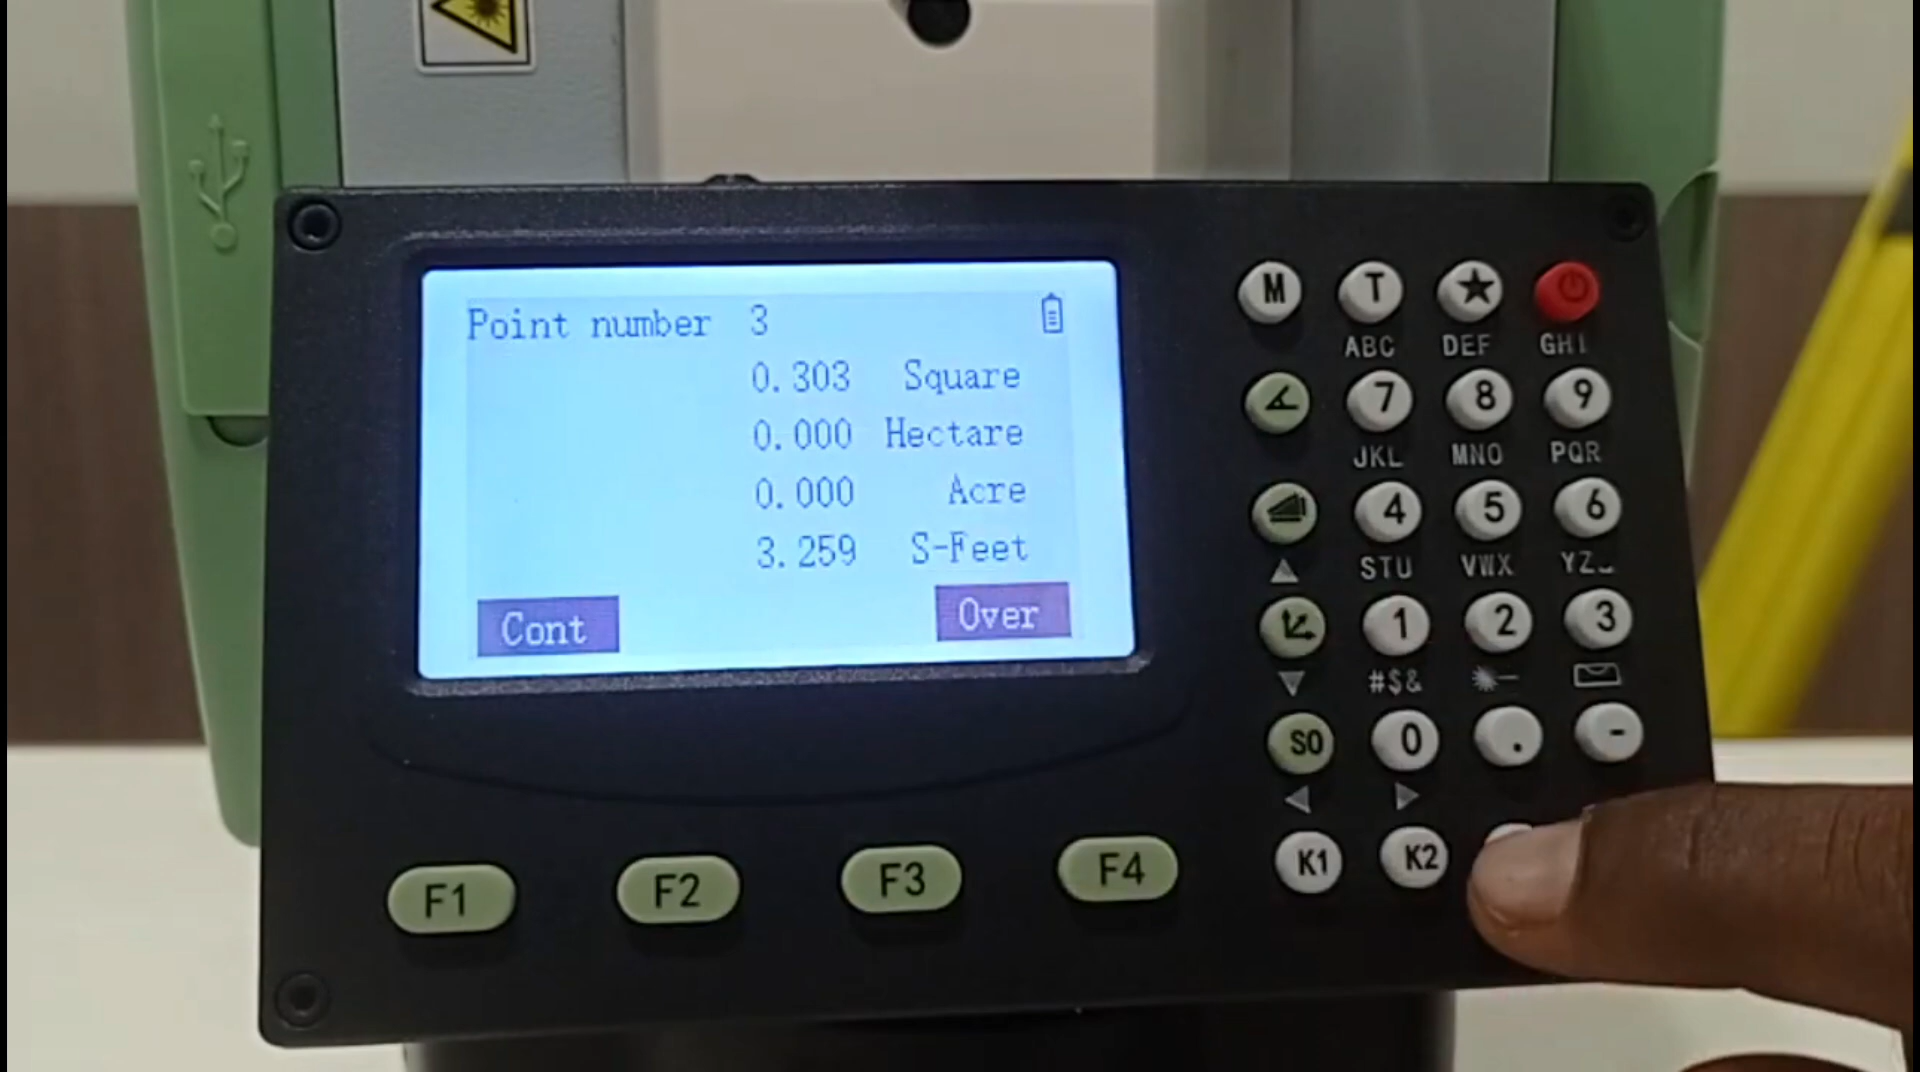 Point number 3
0.303 Square
0.000 Hectare
0.000 Acre
3.259 S-Feet
Cont Over
M T ★
ABC DEF GHI
7 8 9
JKL MNO PQR
4 5 6
STU VWX YZ_
1 2 3
#$&
S0 0 . -
K1 K2
F1 F2 F3 F4